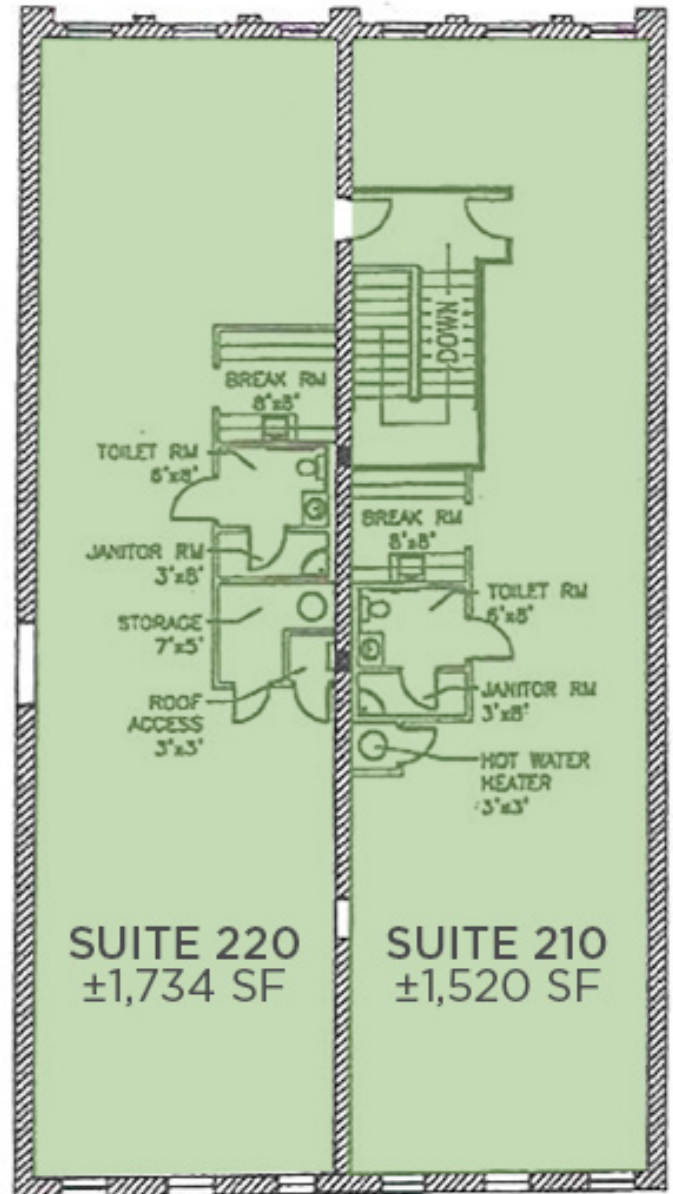 DOWN
BREAK RM
8'x8'
TOILET RM
6'x8'
JANITOR RM
3'x8'
STORAGE
7'x5'
ROOF
ACCESS
3'x3'
BREAK RM
8'x8'
TOILET RM
6'x8'
JANITOR RM
3'x8'
HOT WATER
HEATER
3'x3'
SUITE 220
±1,734 SF
SUITE 210
±1,520 SF